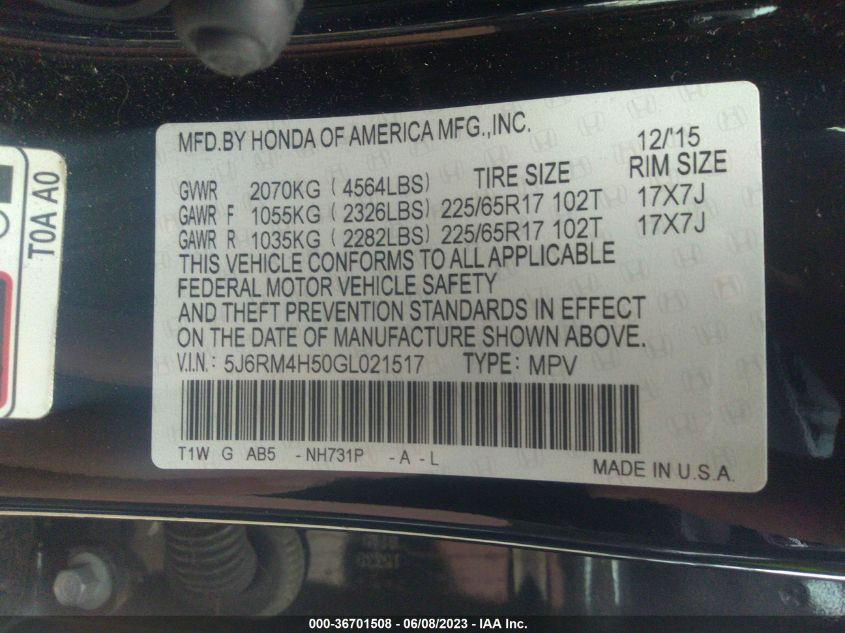 MFD.BY HONDA OF AMERICA MFG.,INC. 12/'15
TIRE SIZE RIM SIZE
GVWR 2070KG (4564LBS)
GAWR F 1055KG (2326LBS) 225/65R17 102T 17X7J
GAWR R 1035KG (2282LBS) 225/65R17 102T 17X7J
THIS VEHICLE CONFORMS TO ALL APPLICABLE
FEDERAL MOTOR VEHICLE SAFETY
AND THEFT PREVENTION STANDARDS IN EFFECT
ON THE DATE OF MANUFACTURE SHOWN ABOVE.
V.I.N.: 5J6RM4H50GL021517 TYPE: MPV
T1W G AB5 -NH731P -A -L
MADE IN U.S.A.
T0A A0
000-36701508 - 06/08/2023 - IAA Inc.